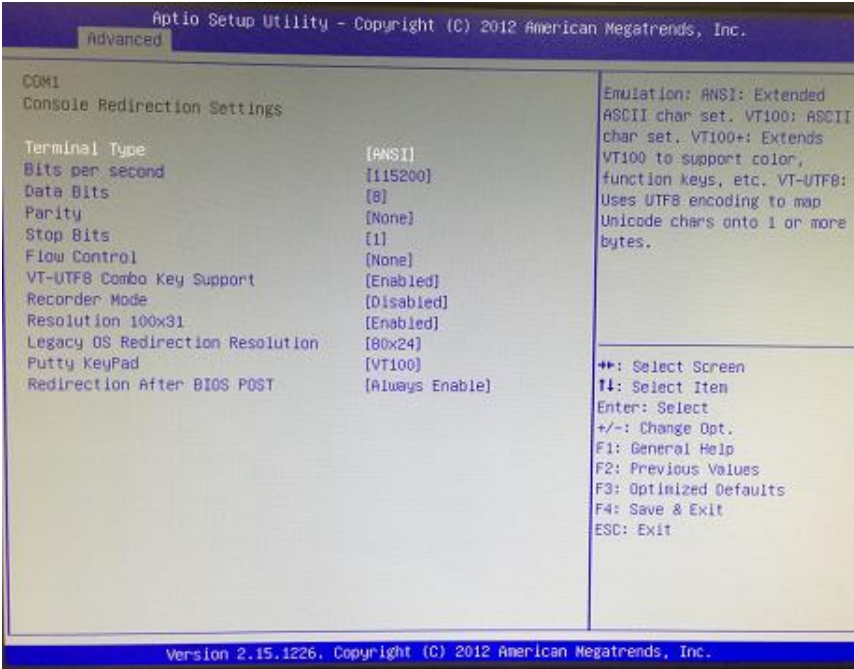 Aptio Setup Utility – Copyright (C) 2012 American Megatrends, Inc.
Advanced
COM1
Console Redirection Settings
Terminal Type [ANSI]
Bits per second [115200]
Data Bits [8]
Parity [None]
Stop Bits [1]
Flow Control [None]
VT-UTF8 Combo Key Support [Enabled]
Recorder Mode [Disabled]
Resolution 100x31 [Enabled]
Legacy OS Redirection Resolution [80x24]
Putty KeyPad [VT100]
Redirection After BIOS POST [Always Enable]
Emulation: ANSI: Extended
ASCII char set. VT100: ASCII
char set. VT100+: Extends
VT100 to support color,
function keys, etc. VT-UTF8:
Uses UTF8 encoding to map
Unicode chars onto 1 or more
bytes.
→←: Select Screen
↑↓: Select Item
Enter: Select
+/-: Change Opt.
F1: General Help
F2: Previous Values
F3: Optimized Defaults
F4: Save & Exit
ESC: Exit
Version 2.15.1226. Copyright (C) 2012 American Megatrends, Inc.